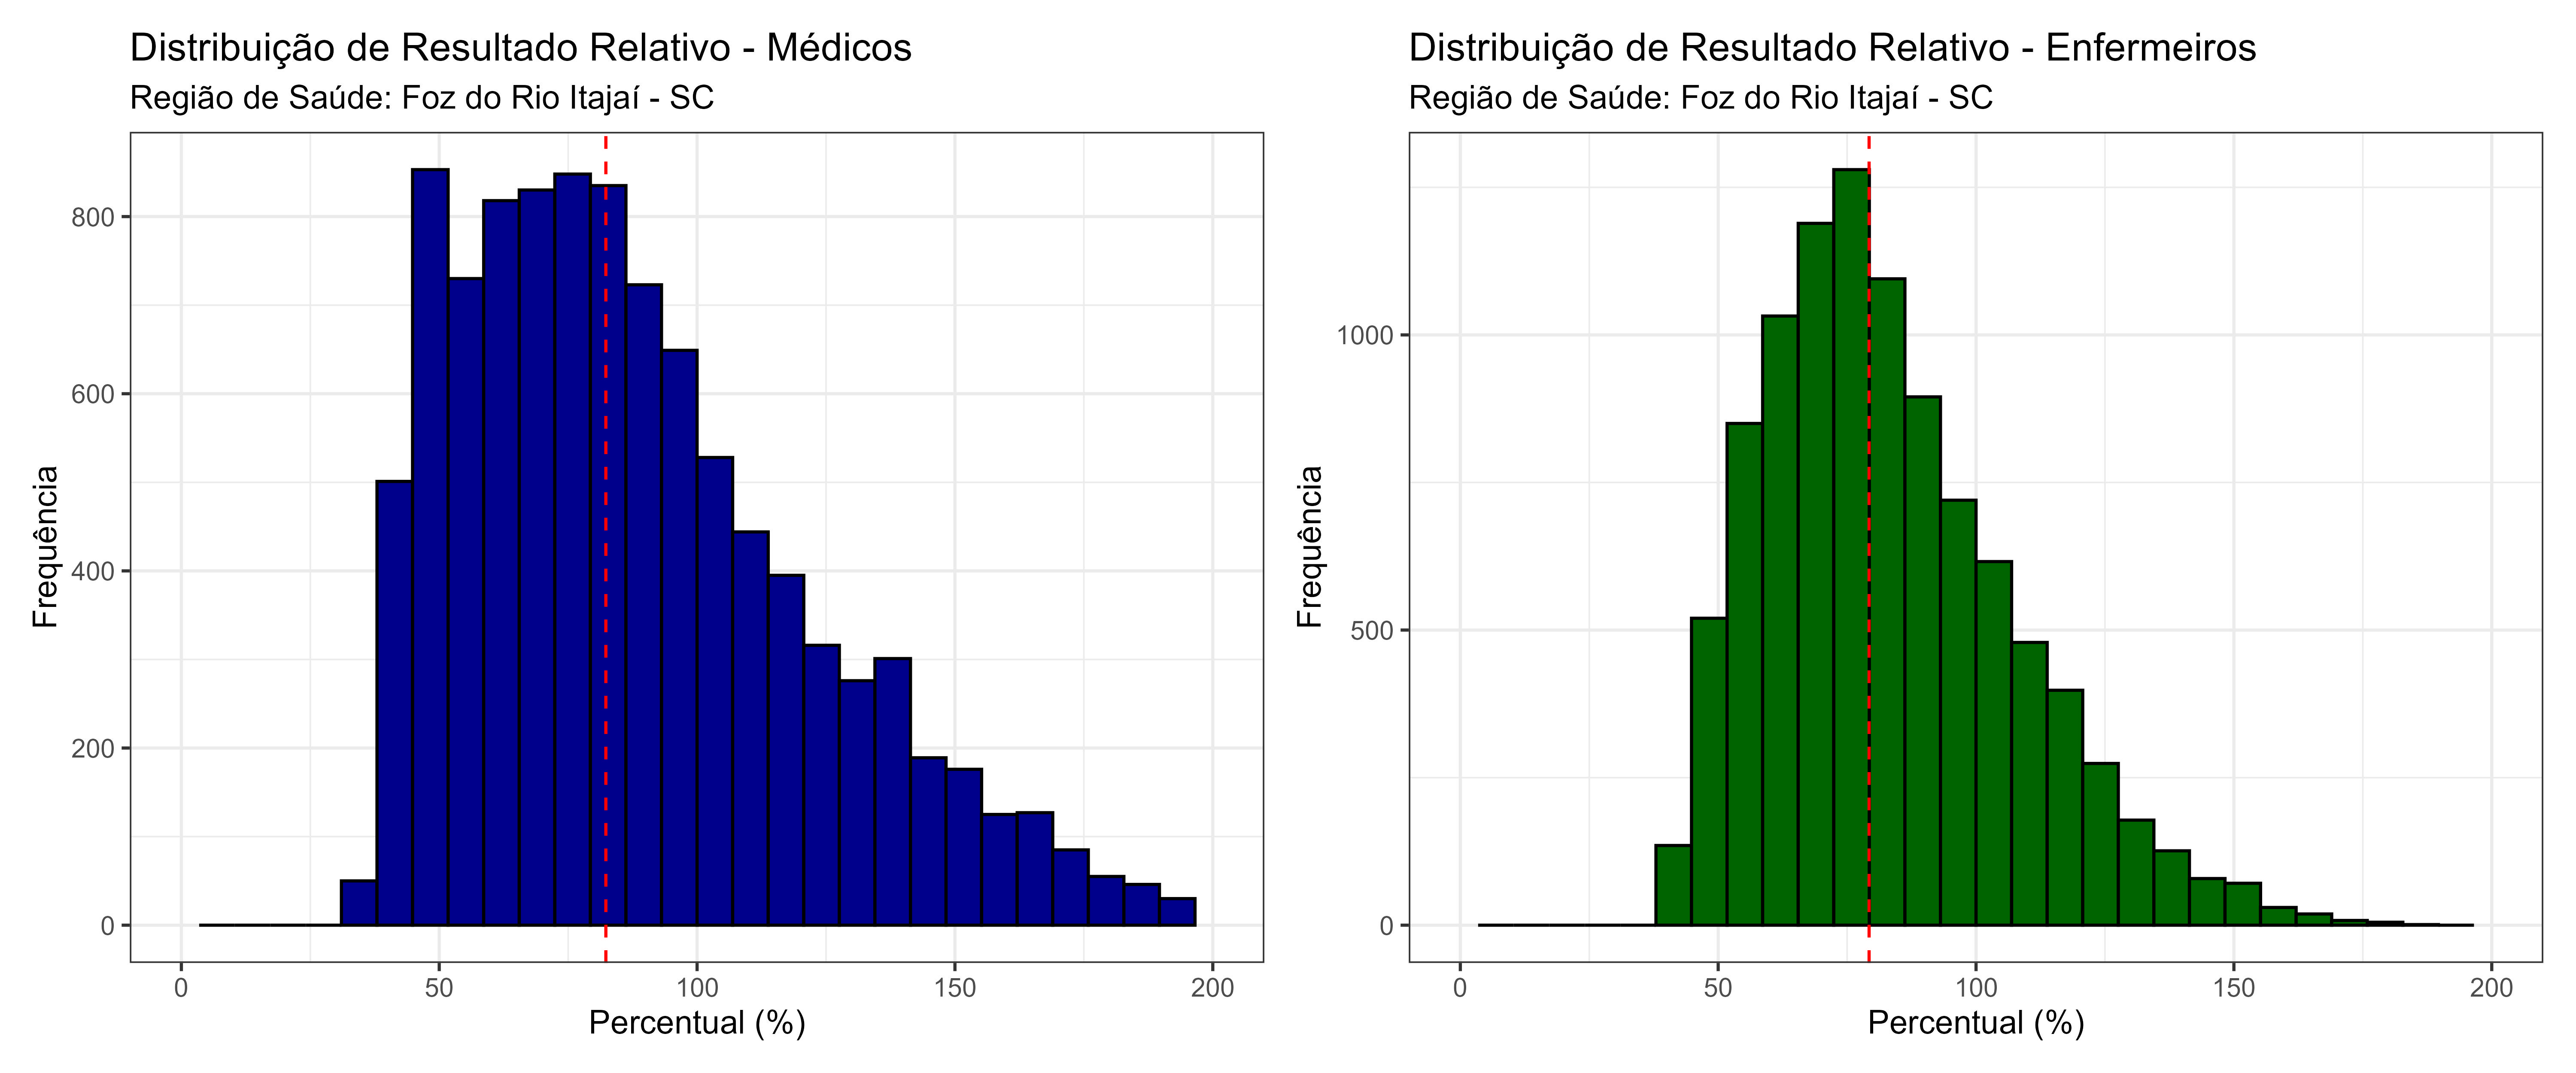 Distribuição de Resultado Relativo - Médicos
Região de Saúde: Foz do Rio Itajaí - SC
Frequência
800
600
400
200
0
0 50 100 150 200
Percentual (%)
Distribuição de Resultado Relativo - Enfermeiros
Região de Saúde: Foz do Rio Itajaí - SC
Frequência
1000
500
0
0 50 100 150 200
Percentual (%)